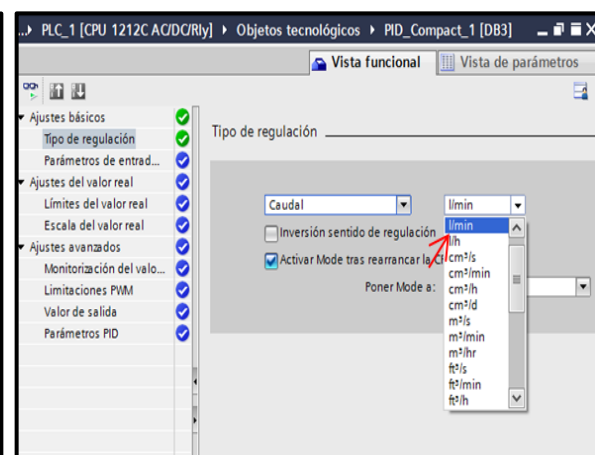 ...▸ PLC_1 [CPU 1212C AC/DC/Rly] ▸ Objetos tecnológicos ▸ PID_Compact_1 [DB3]
Vista funcional
Vista de parámetros
Ajustes básicos
Tipo de regulación
Parámetros de entrad...
Ajustes del valor real
Límites del valor real
Escala del valor real
Ajustes avanzados
Monitorización del valo...
Limitaciones PWM
Valor de salida
Parámetros PID
Tipo de regulación
Caudal
l/min
Inversión sentido de regulación
Activar Mode tras rearrancar la
Poner Mode a:
l/min
l/h
cm³/s
cm³/min
cm³/h
cm³/d
m³/s
m³/min
m³/hr
ft³/s
ft³/min
ft³/h